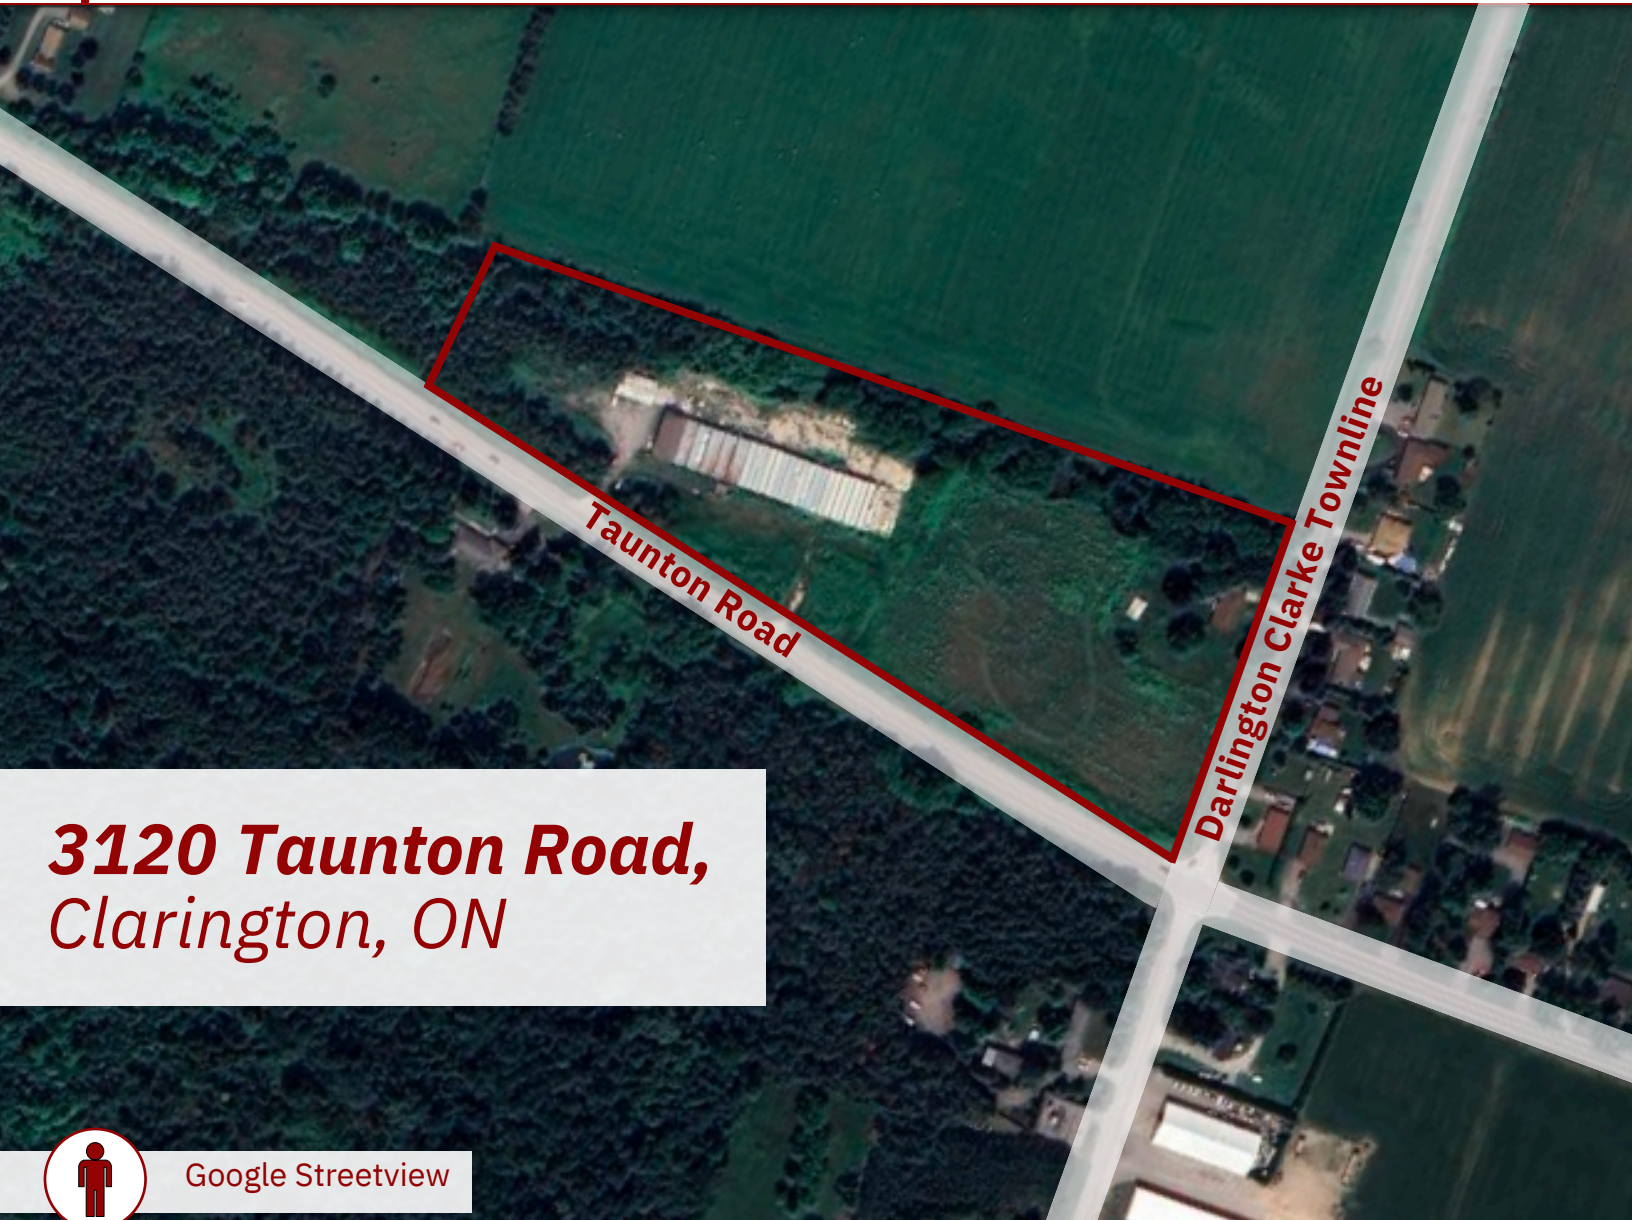 Darlington Clarke Townline
Taunton Road
3120 Taunton Road,
Clarington, ON
Google Streetview